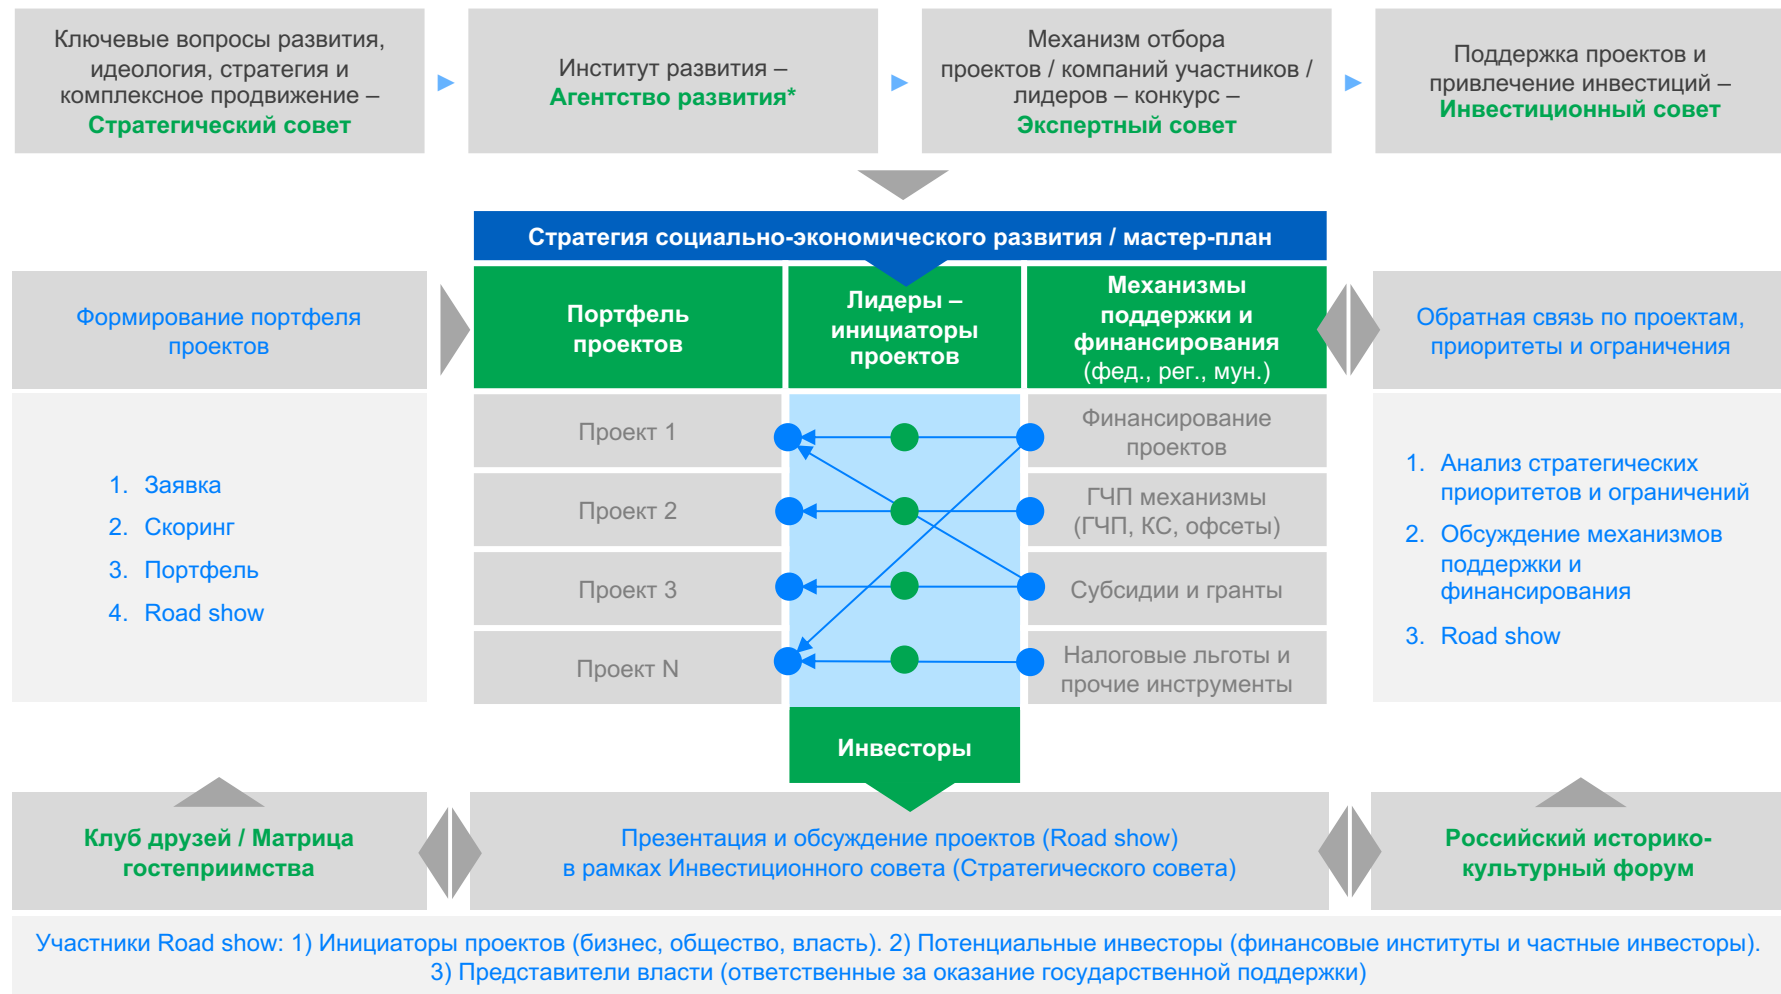 Ключевые вопросы развития,
идеология, стратегия и
комплексное продвижение –
Стратегический совет
Институт развития –
Агентство развития*
Механизм отбора
проектов / компаний участников /
лидеров – конкурс –
Экспертный совет
Поддержка проектов и
привлечение инвестиций –
Инвестиционный совет
Стратегия социально-экономического развития / мастер-план
Формирование портфеля
проектов
Портфель
проектов
Лидеры –
инициаторы
проектов
Механизмы
поддержки и
финансирования
(фед., рег., мун.)
Обратная связь по проектам,
приоритеты и ограничения
1. Заявка
2. Скоринг
3. Портфель
4. Road show
Проект 1
Проект 2
Проект 3
Проект N
Финансирование
проектов
ГЧП механизмы
(ГЧП, КС, офсеты)
Субсидии и гранты
Налоговые льготы и
прочие инструменты
1. Анализ стратегических
приоритетов и ограничений
2. Обсуждение механизмов
поддержки и
финансирования
3. Road show
Инвесторы
Клуб друзей / Матрица
гостеприимства
Презентация и обсуждение проектов (Road show)
в рамках Инвестиционного совета (Стратегического совета)
Российский историко-
культурный форум
Участники Road show: 1) Инициаторы проектов (бизнес, общество, власть). 2) Потенциальные инвесторы (финансовые институты и частные инвесторы).
3) Представители власти (ответственные за оказание государственной поддержки)